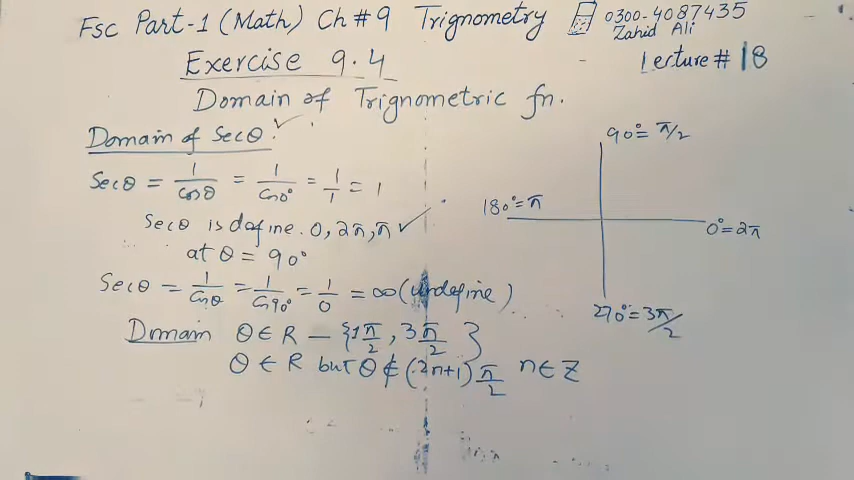 Fsc Part-1 (Math) Ch # 9 Trignometry 0300-4087435
Zahid Ali
Exercise 9.4 Lecture # 18
Domain of Trignometric fn.
Domain of Secθ ✓
Secθ = 1/Cosθ = 1/Cos0° = 1/1 = 1
Secθ is define. 0, 2π, π ✓
at θ = 90°
Secθ = 1/Cosθ = 1/Cos90° = 1/0 = ∞ (undefine)
Domain θ ∈ R – {1π/2, 3π/2 }
θ ∈ R but θ ∉ (2n+1) π/2 n ∈ Z
90° = π/2
180° = π
0° = 2π
270° = 3π/2